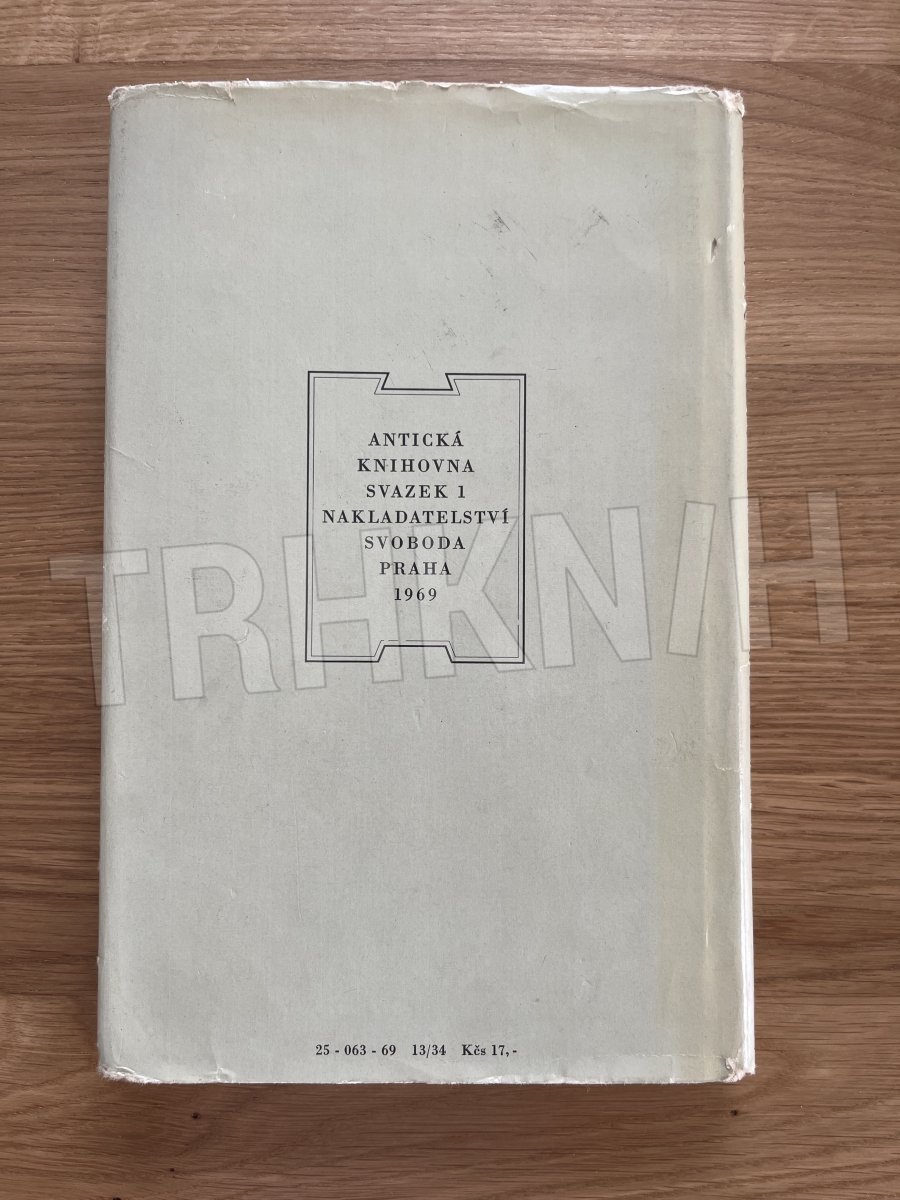 ANTICKÁ
KNIHOVNA
SVAZEK 1
NAKLADATELSTVÍ
SVOBODA
PRAHA
1969
TRHKNIH
25 - 063 - 69 13/34 Kčs 17,-